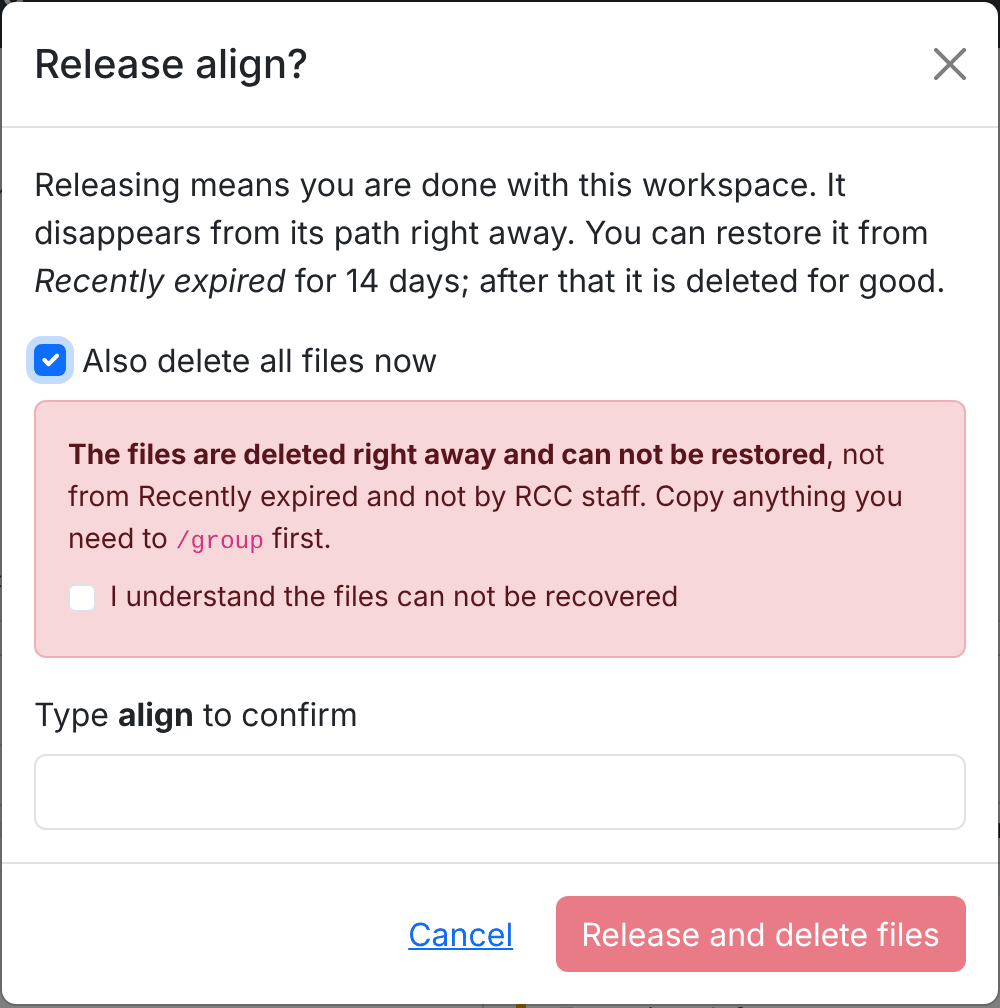 Release align?
Releasing means you are done with this workspace. It
disappears from its path right away. You can restore it from
Recently expired for 14 days; after that it is deleted for good.
Also delete all files now
The files are deleted right away and can not be restored, not
from Recently expired and not by RCC staff. Copy anything you
need to /group first.
I understand the files can not be recovered
Type align to confirm
Cancel
Release and delete files